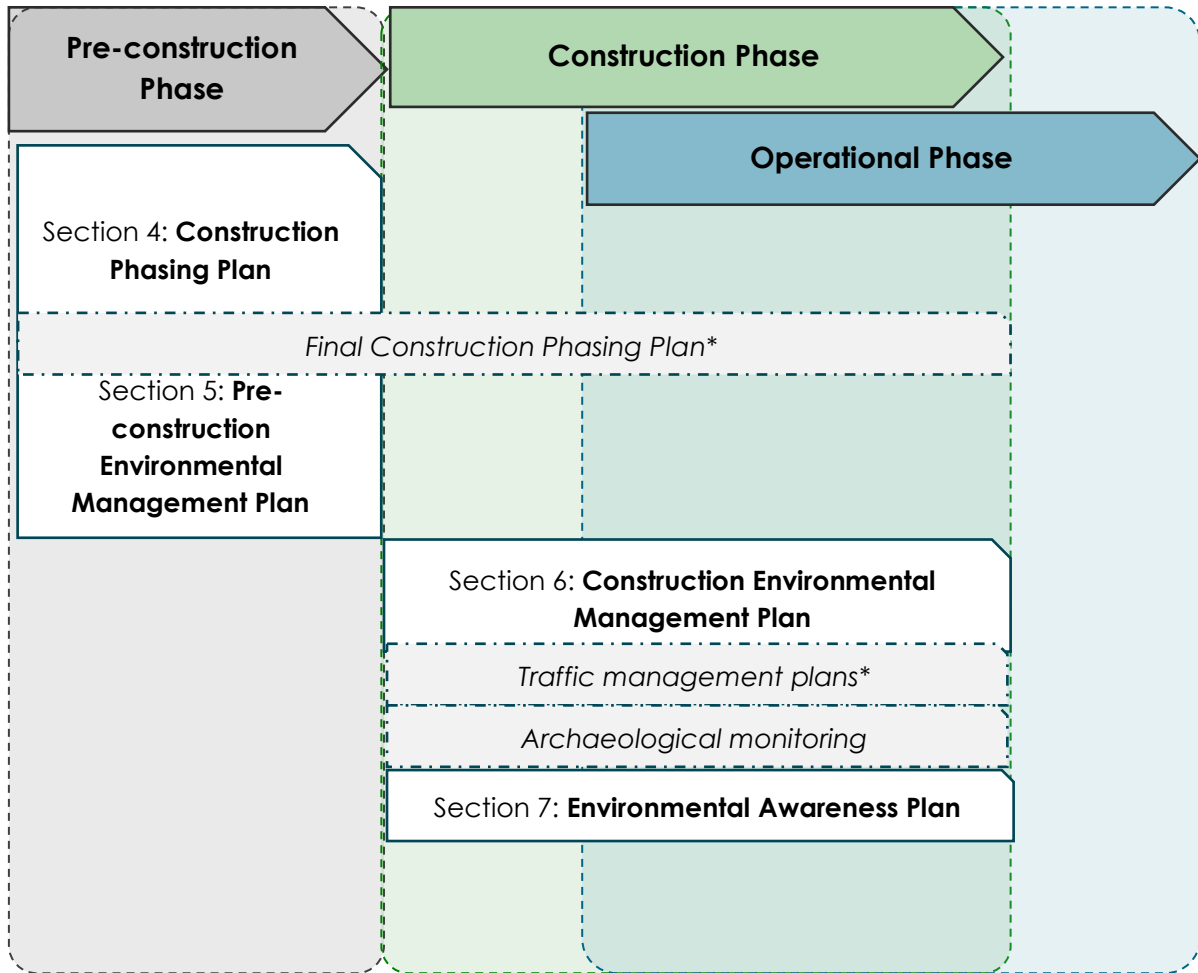 Pre-construction
Phase
Construction Phase
Operational Phase
Section 4: Construction
Phasing Plan
Final Construction Phasing Plan*
Section 5: Pre-
construction
Environmental
Management Plan
Section 6: Construction Environmental
Management Plan
Traffic management plans*
Archaeological monitoring
Section 7: Environmental Awareness Plan